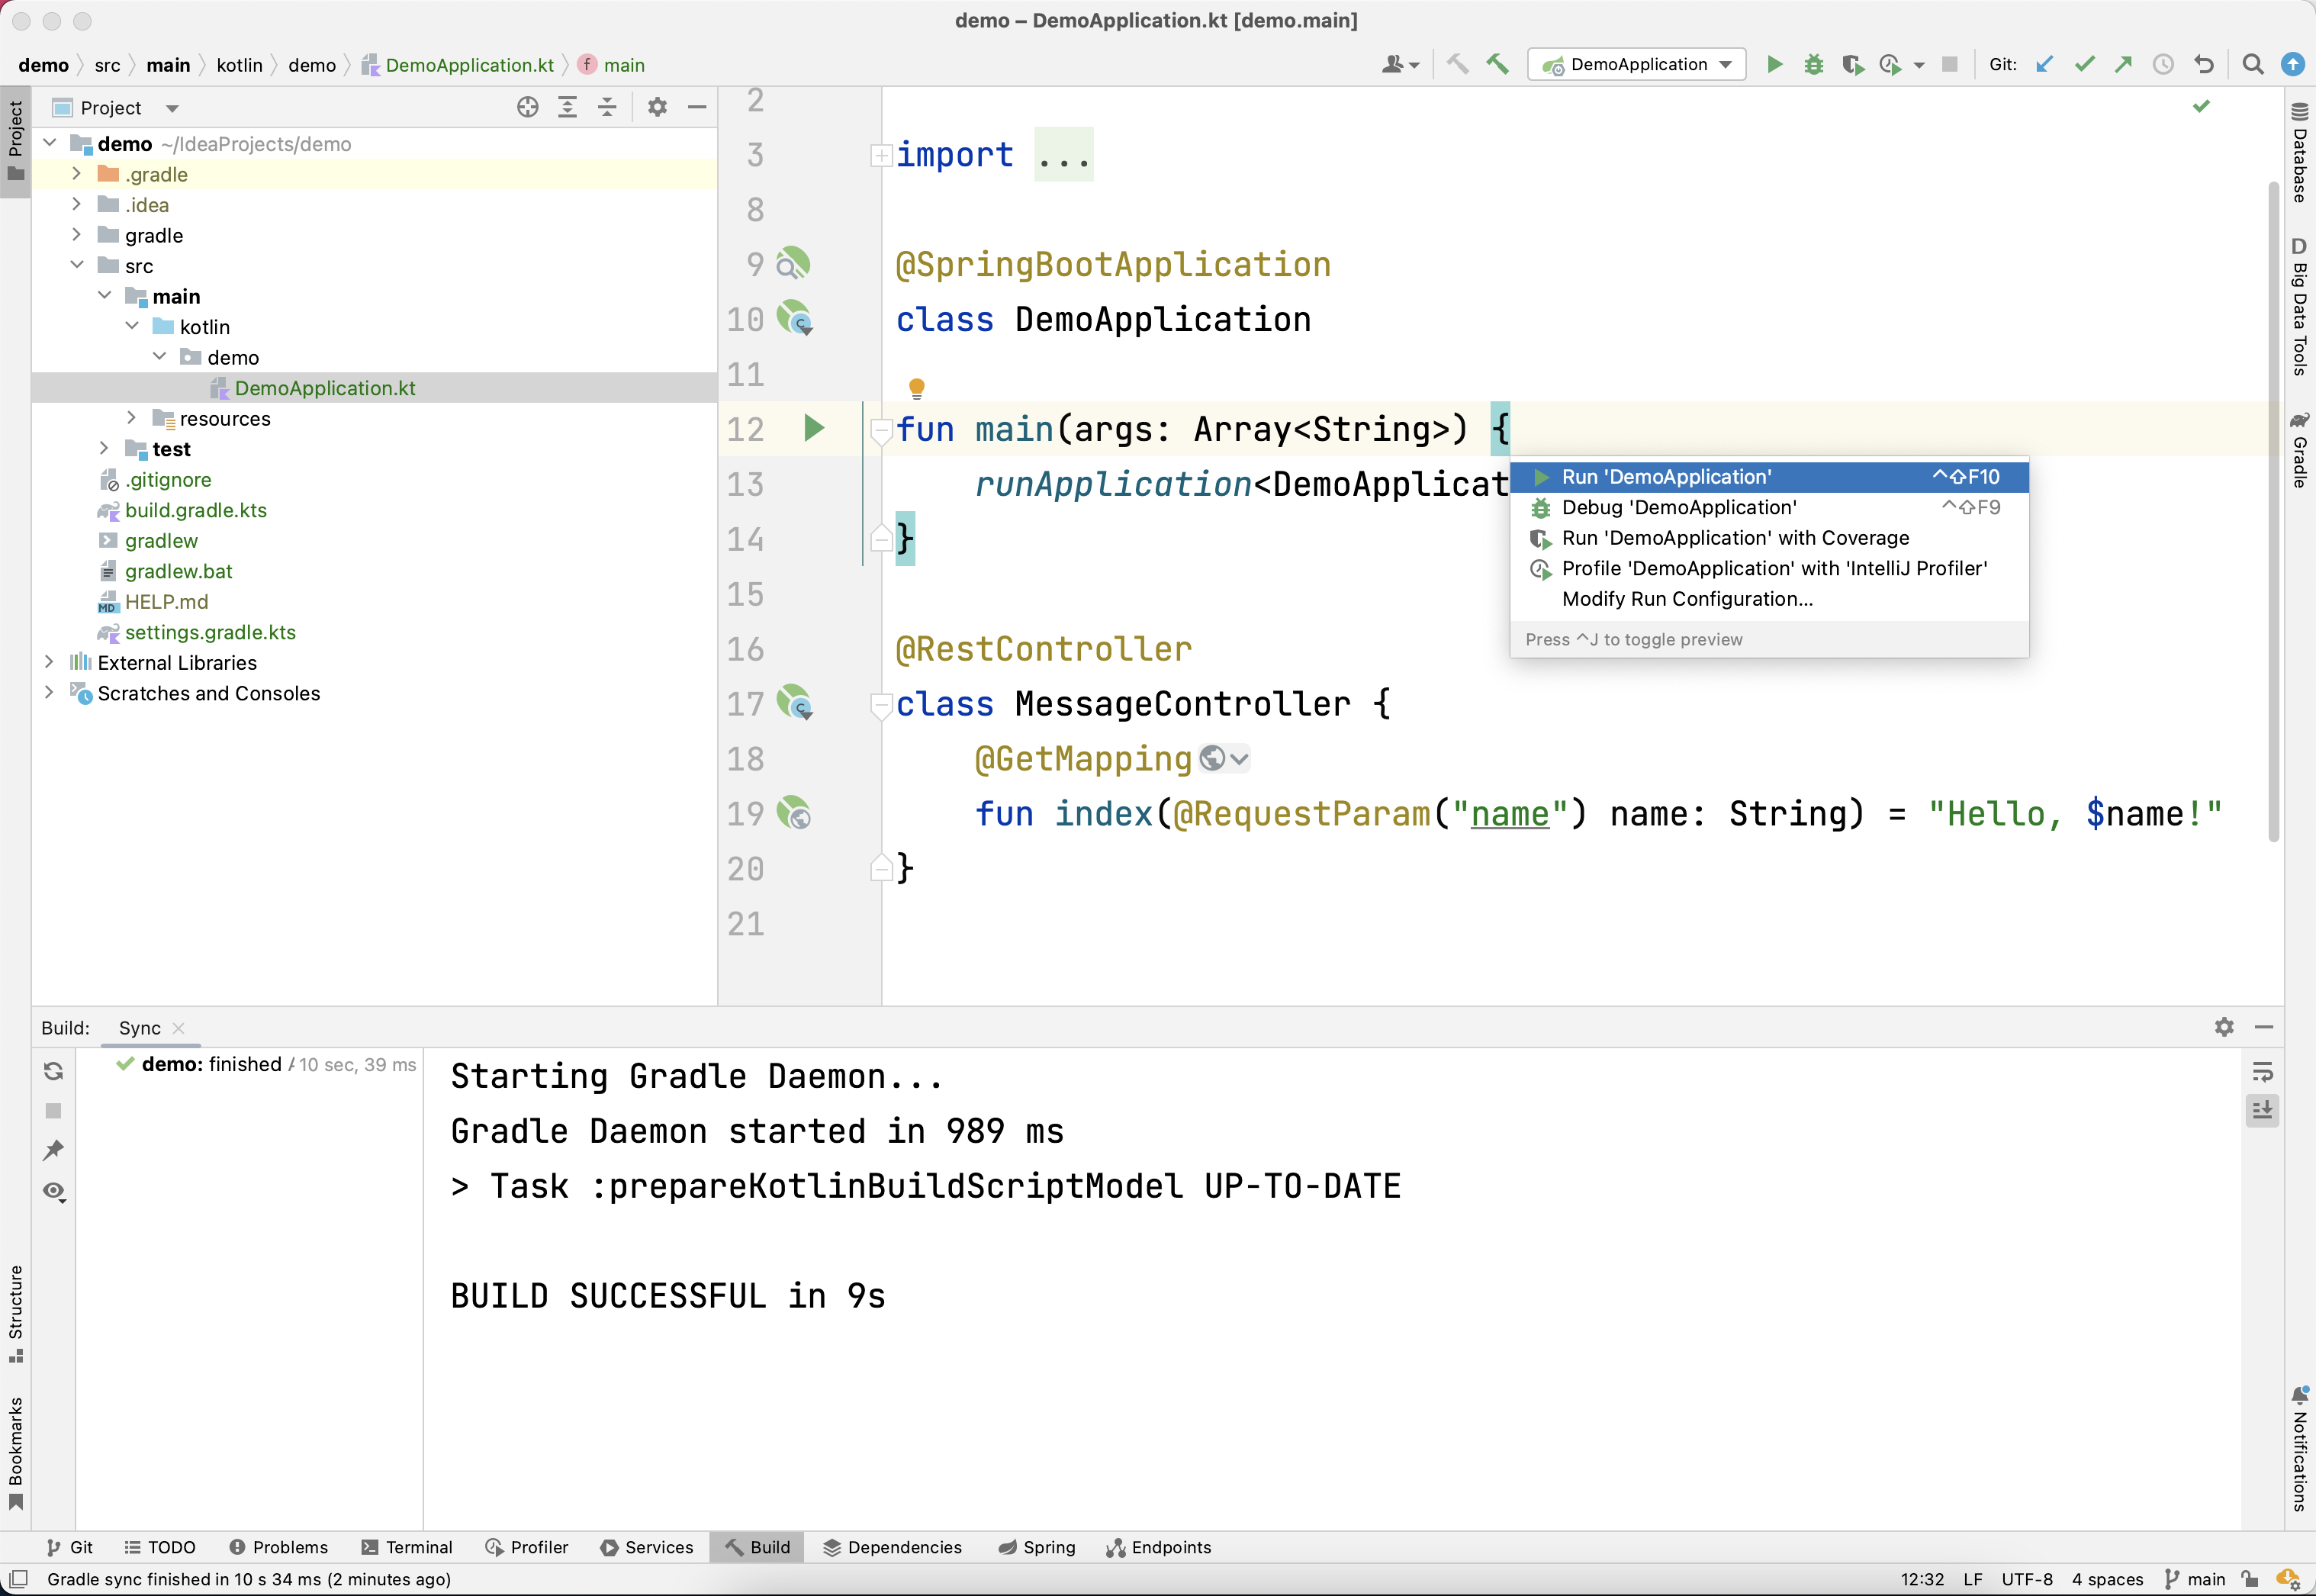 demo – DemoApplication.kt [demo.main]
demo src main kotlin demo DemoApplication.kt f main DemoApplication Git:
Project
Project
demo ~/IdeaProjects/demo
.gradle
.idea
gradle
src
main
kotlin
demo
DemoApplication.kt
resources
test
.gitignore
build.gradle.kts
gradlew
gradlew.bat
MD HELP.md
settings.gradle.kts
External Libraries
Scratches and Consoles
2
3 import ...
8
9 @SpringBootApplication
10 class DemoApplication
11
12 fun main(args: Array<String>) {
13 runApplication<DemoApplicat
14 }
15
16 @RestController
17 class MessageController {
18 @GetMapping
19 fun index(@RequestParam("name") name: String) = "Hello, $name!"
20 }
21
Run 'DemoApplication' ^⇧F10
Debug 'DemoApplication' ^⇧F9
Run 'DemoApplication' with Coverage
Profile 'DemoApplication' with 'IntelliJ Profiler'
Modify Run Configuration...
Press ^J to toggle preview
Database
D Big Data Tools
Gradle
Notifications
Structure
Bookmarks
Build: Sync
demo: finished 10 sec, 39 ms
Starting Gradle Daemon...
Gradle Daemon started in 989 ms
> Task :prepareKotlinBuildScriptModel UP-TO-DATE
BUILD SUCCESSFUL in 9s
Git TODO Problems Terminal Profiler Services Build Dependencies Spring Endpoints
Gradle sync finished in 10 s 34 ms (2 minutes ago) 12:32 LF UTF-8 4 spaces main